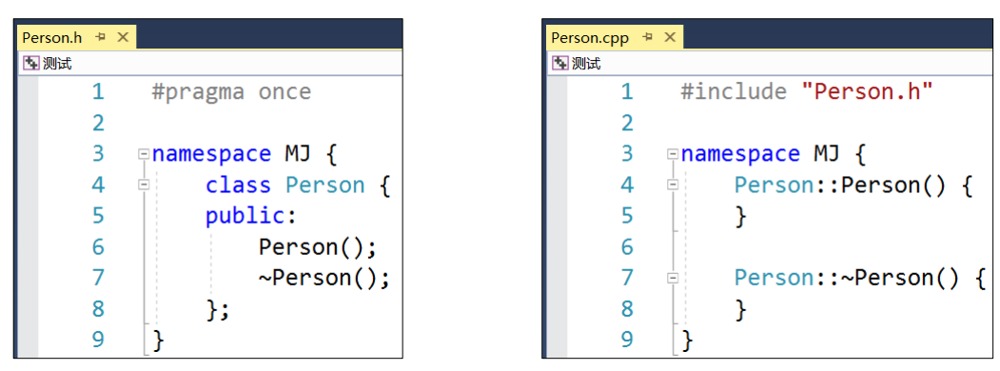 Person.h
测试
1 #pragma once
2
3 namespace MJ {
4     class Person {
5     public:
6         Person();
7         ~Person();
8     };
9 }
Person.cpp
测试
1 #include "Person.h"
2
3 namespace MJ {
4     Person::Person() {
5     }
6
7     Person::~Person() {
8     }
9 }